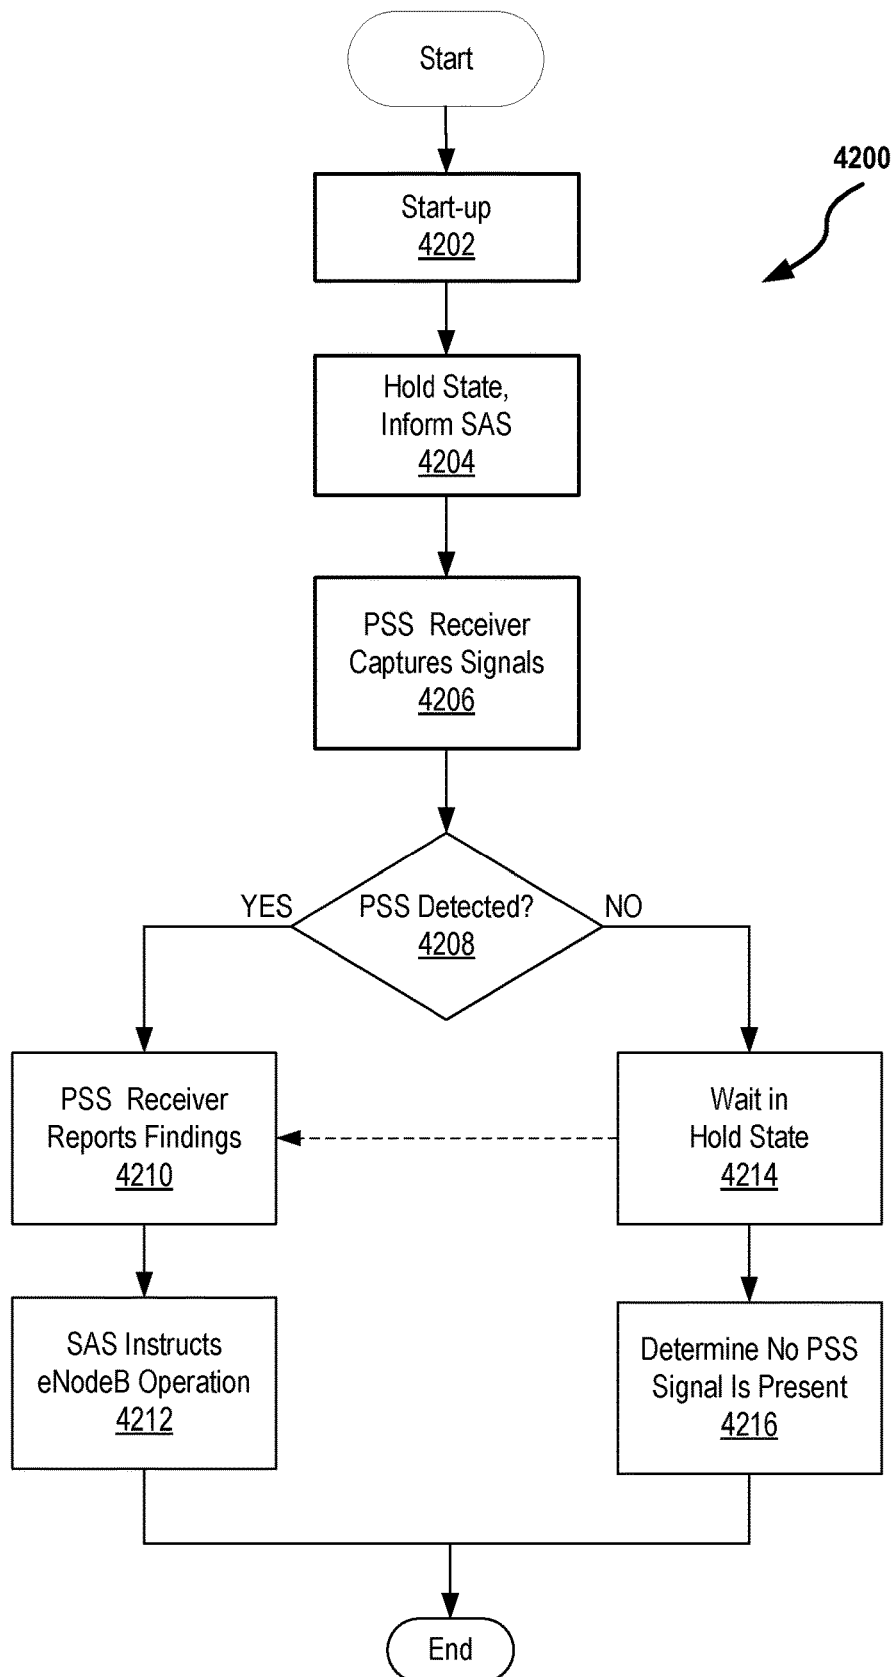 Start
4200
Start-up
4202
Hold State,
Inform SAS
4204
PSS Receiver
Captures Signals
4206
YES
PSS Detected?
4208
NO
PSS Receiver
Reports Findings
4210
Wait in
Hold State
4214
SAS Instructs
eNodeB Operation
4212
Determine No PSS
Signal Is Present
4216
End